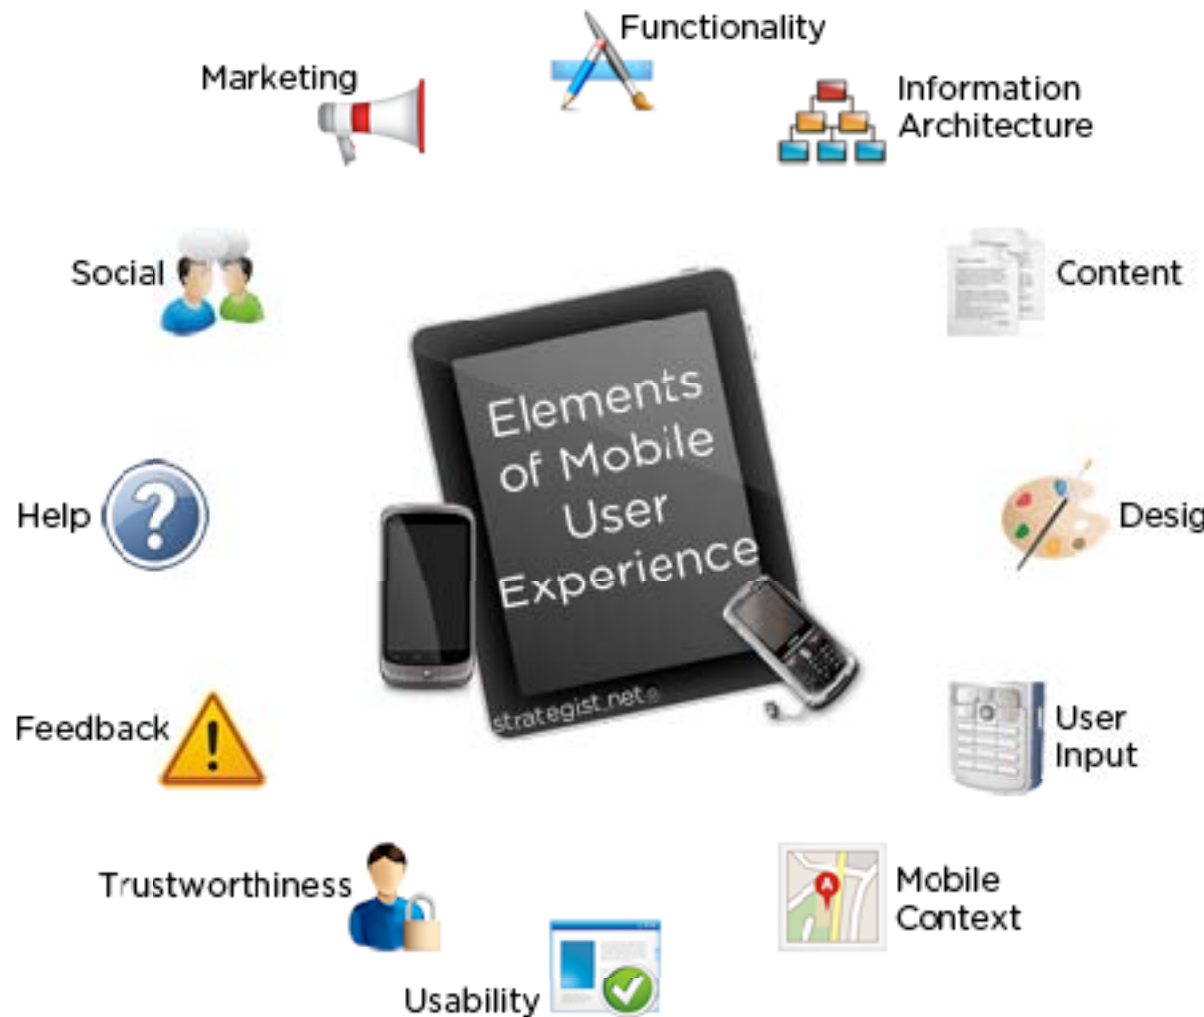 Functionality
Marketing
Information
Architecture
Social
Content
Elements
of Mobile
User
Experience
Help
Desig
strategist.net
Feedback
User
Input
Trustworthiness
Mobile
Context
Usability
A